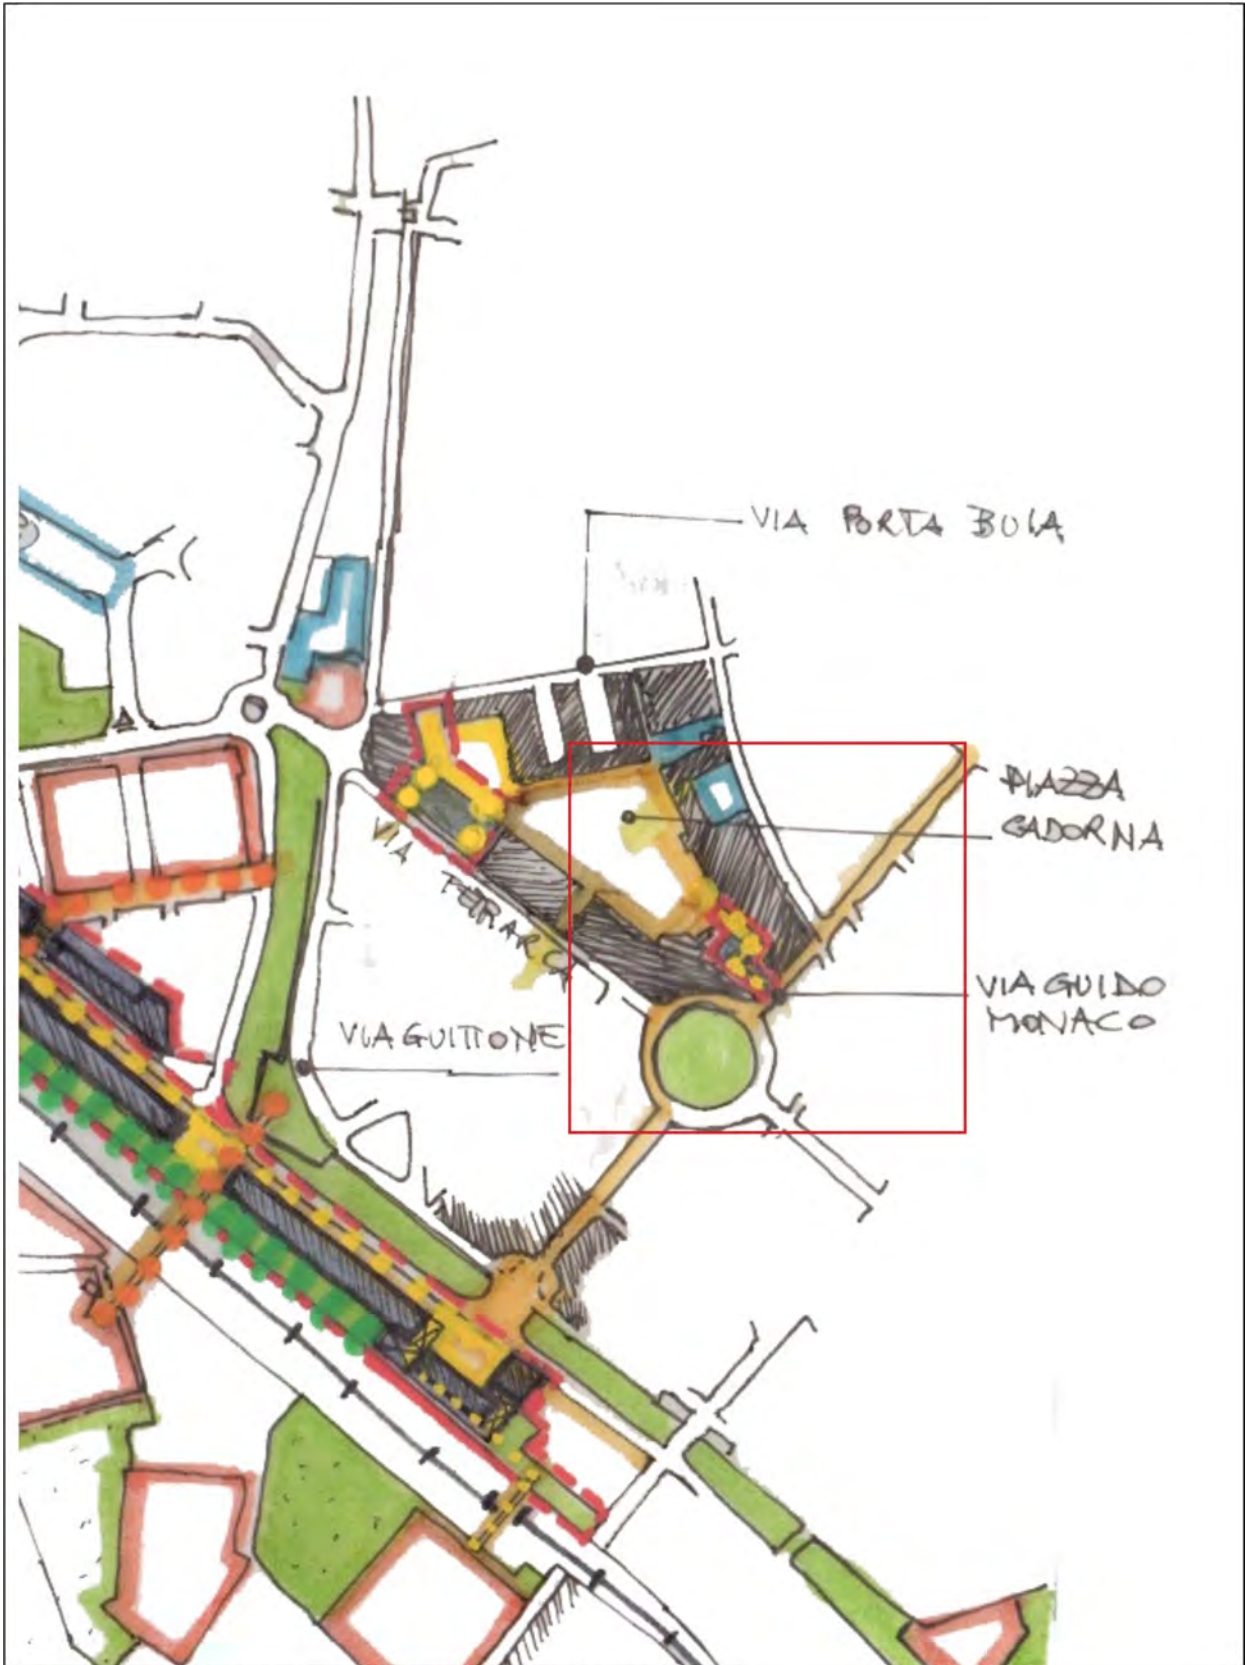 VIA PORTA BUIA
PIAZZA
CADORNA
VIA
PETRARCA
VIA GUIDO
MONACO
VIA GUITTONE